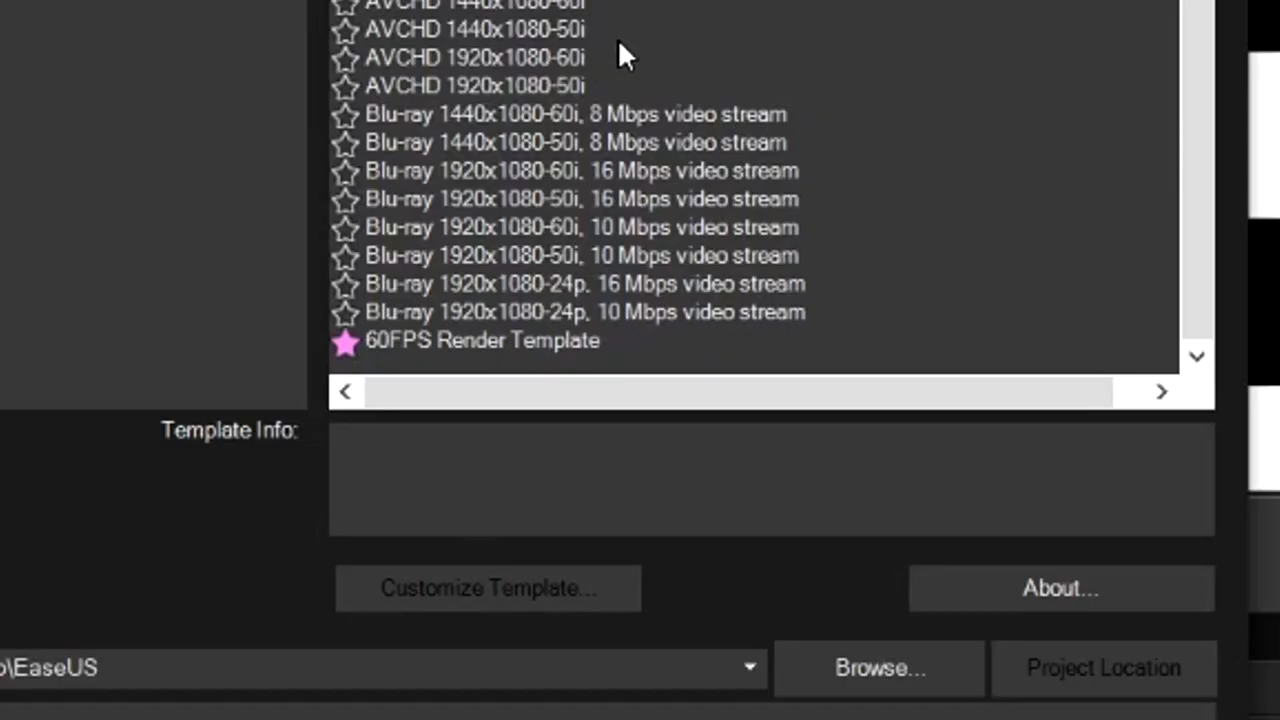 AVCHD 1440x1080-60i
AVCHD 1440x1080-50i
AVCHD 1920x1080-60i
AVCHD 1920x1080-50i
Blu-ray 1440x1080-60i, 8 Mbps video stream
Blu-ray 1440x1080-50i, 8 Mbps video stream
Blu-ray 1920x1080-60i, 16 Mbps video stream
Blu-ray 1920x1080-50i, 16 Mbps video stream
Blu-ray 1920x1080-60i, 10 Mbps video stream
Blu-ray 1920x1080-50i, 10 Mbps video stream
Blu-ray 1920x1080-24p, 16 Mbps video stream
Blu-ray 1920x1080-24p, 10 Mbps video stream
60FPS Render Template
Template Info:
Customize Template... About...
o\EaseUS Browse... Project Location